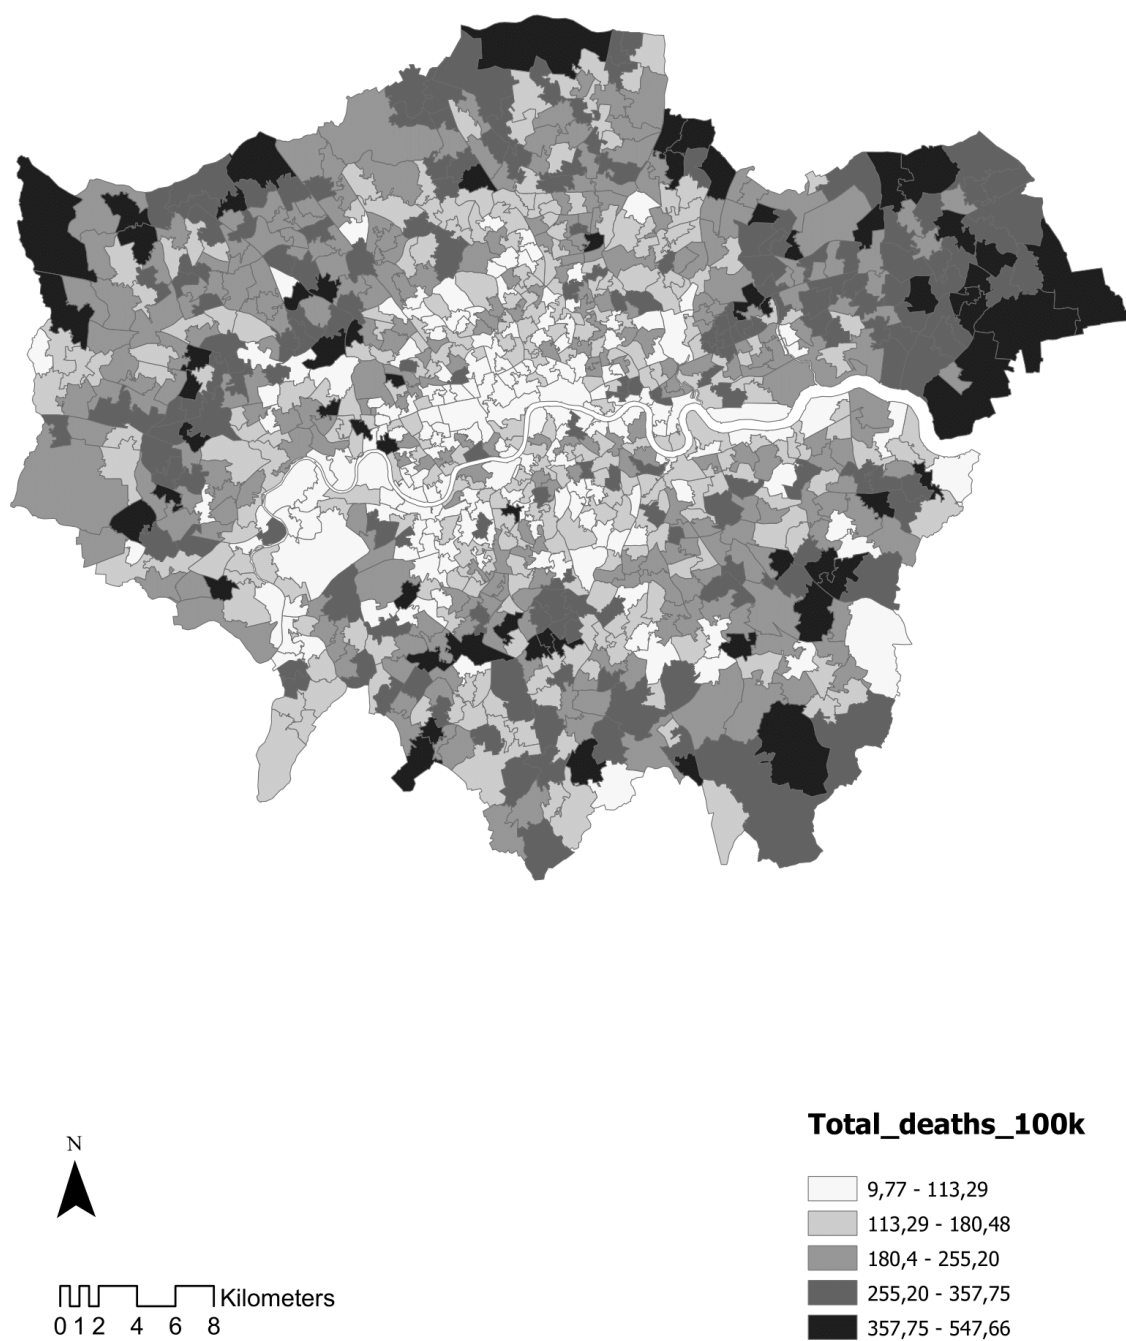 Total_deaths_100k
N
9,77 - 113,29
113,29 - 180,48
180,4 - 255,20
255,20 - 357,75
357,75 - 547,66
Kilometers
0 1 2 4 6 8